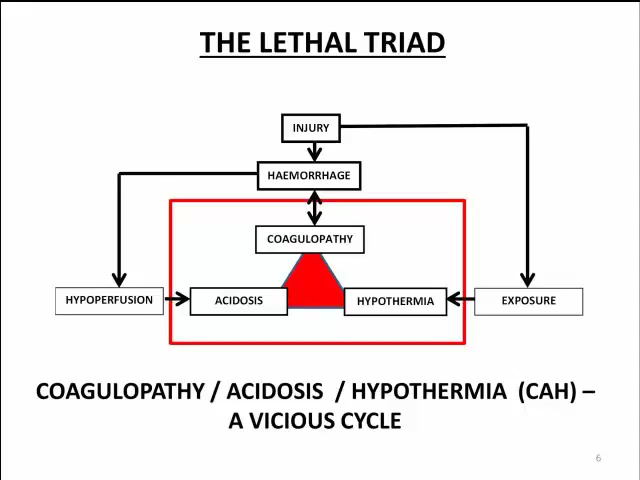 THE LETHAL TRIAD
INJURY
HAEMORRHAGE
COAGULOPATHY
HYPOPERFUSION
ACIDOSIS
HYPOTHERMIA
EXPOSURE
COAGULOPATHY / ACIDOSIS / HYPOTHERMIA (CAH) –
A VICIOUS CYCLE
6